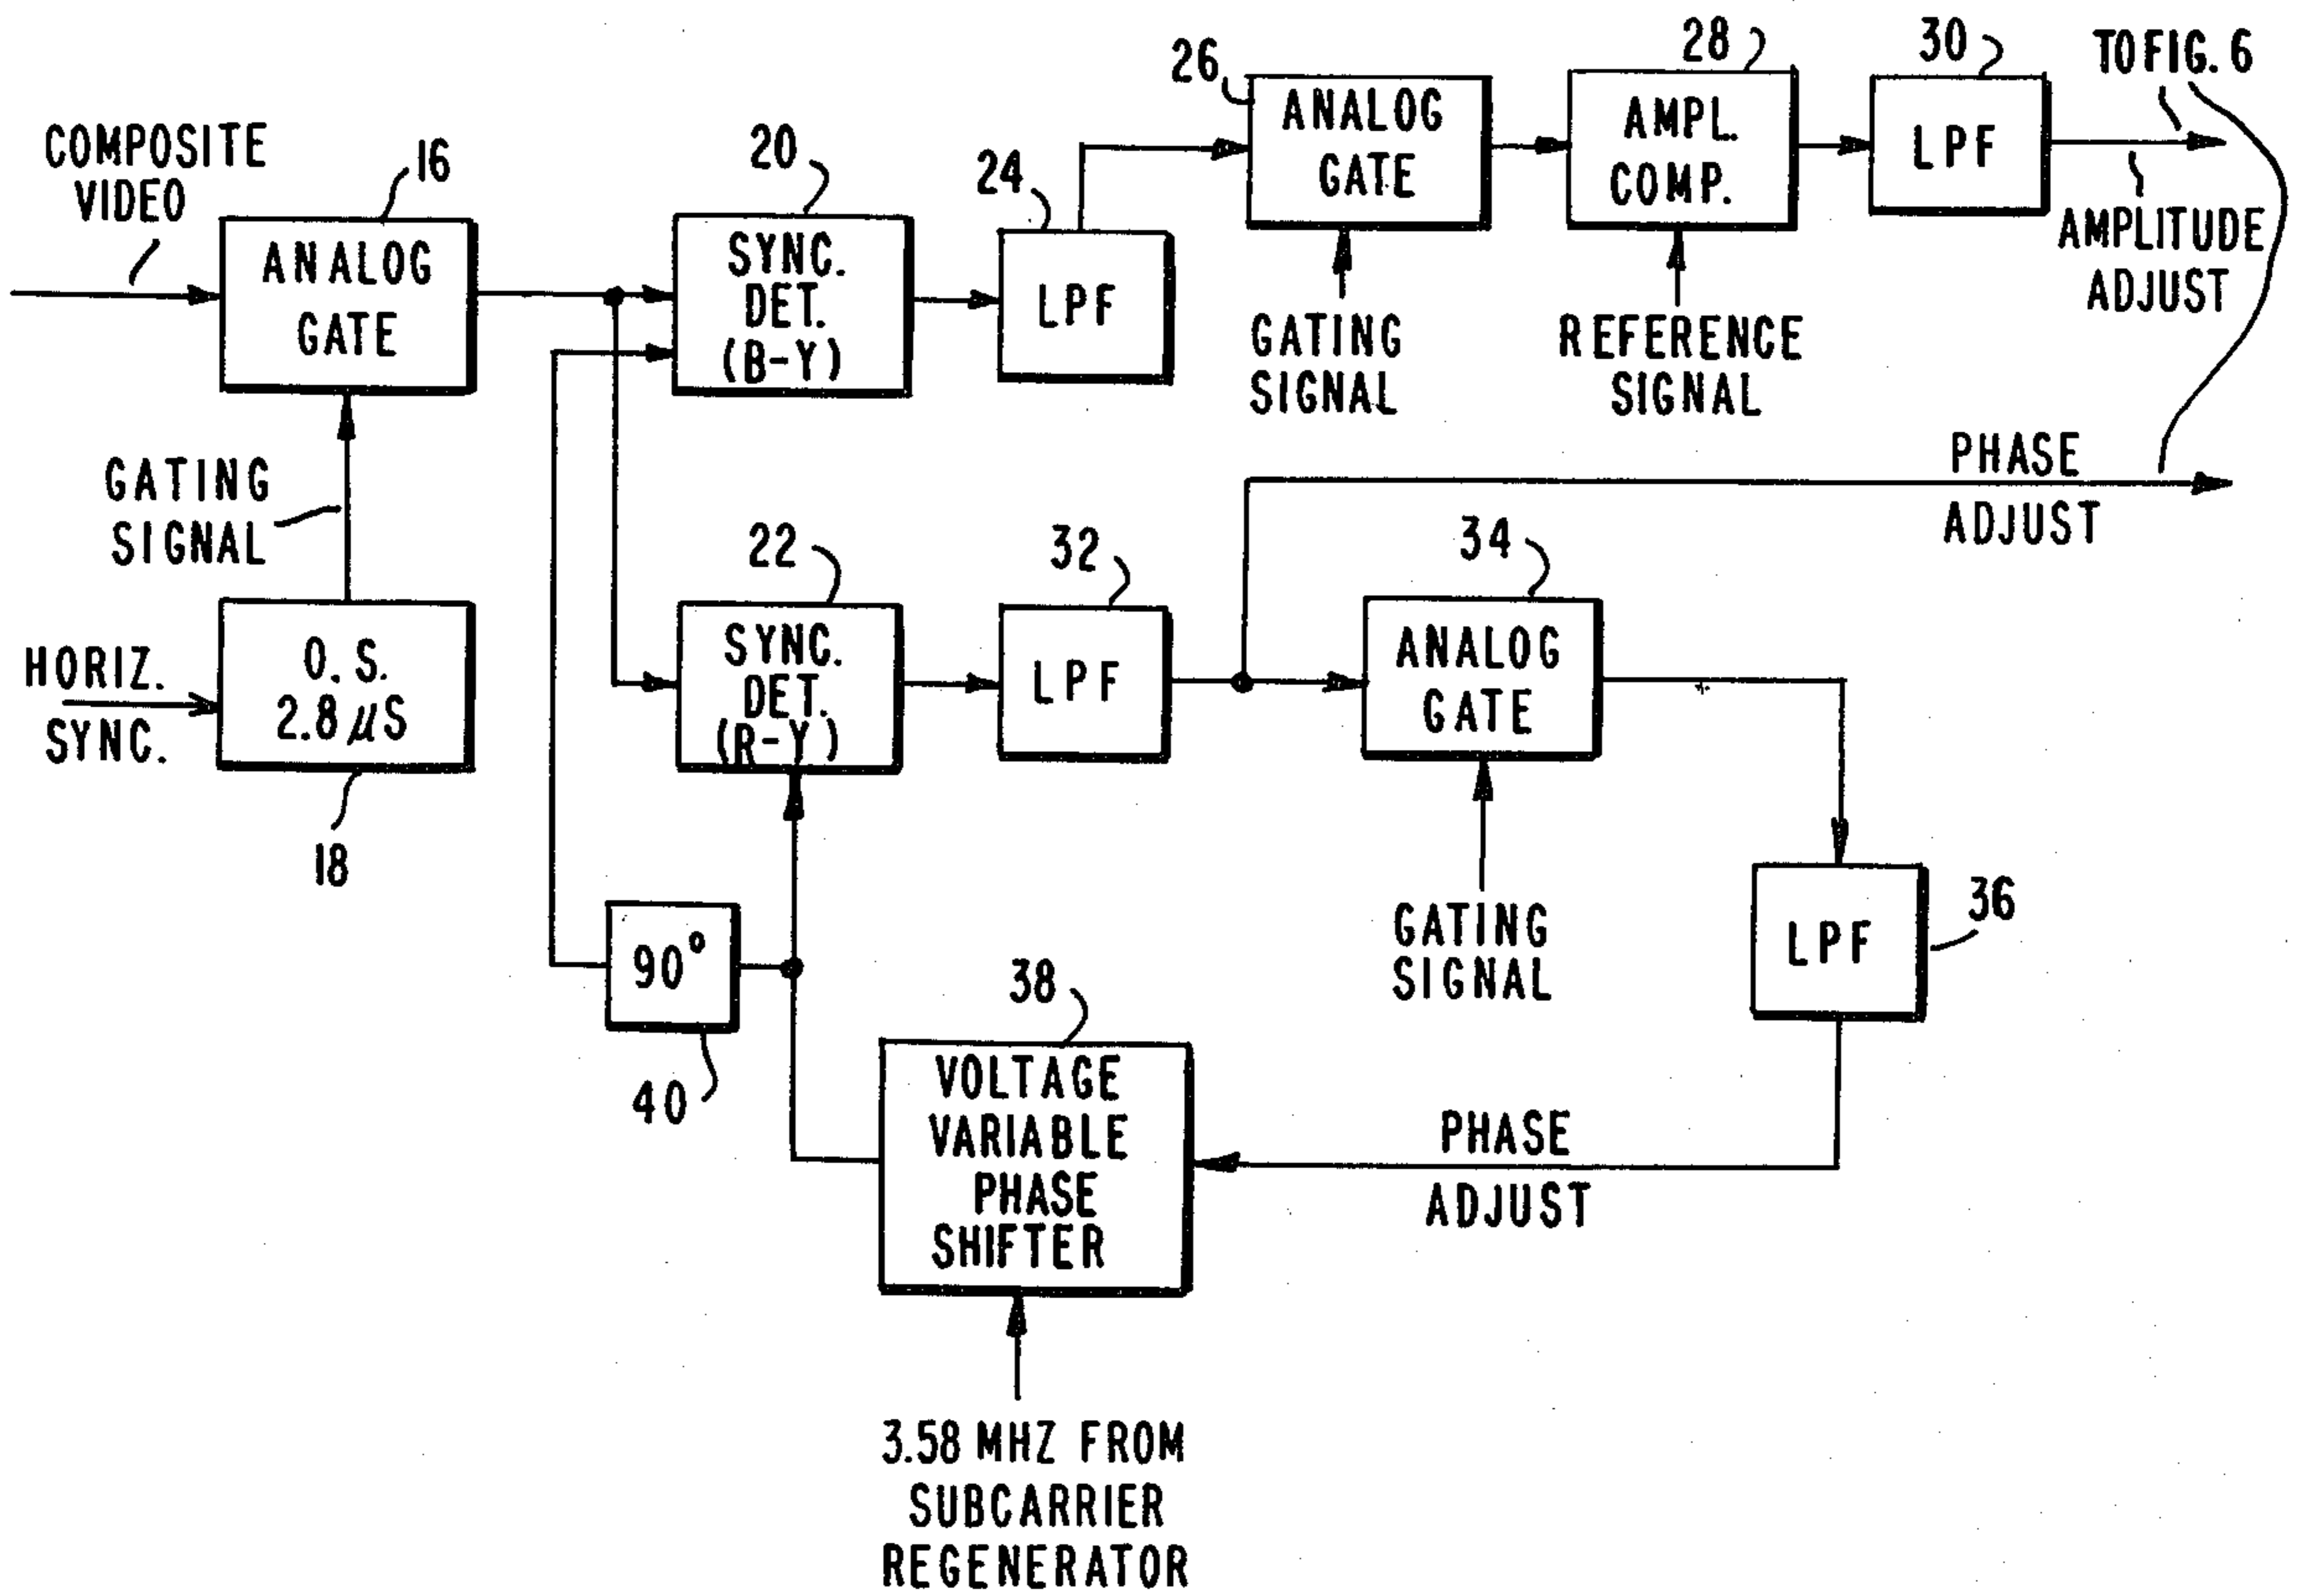 COMPOSITE
VIDEO
16
ANALOG
GATE
GATING
SIGNAL
HORIZ.
SYNC.
O.S.
2.8 µS
18
20
SYNC.
DET.
(B-Y)
24
LPF
26
ANALOG
GATE
GATING
SIGNAL
28
AMPL.
COMP.
REFERENCE
SIGNAL
30
LPF
TO FIG. 6
AMPLITUDE
ADJUST
PHASE
ADJUST
22
SYNC.
DET.
(R-Y)
32
LPF
34
ANALOG
GATE
GATING
SIGNAL
36
LPF
90°
40
38
VOLTAGE
VARIABLE
PHASE
SHIFTER
PHASE
ADJUST
3.58 MHZ FROM
SUBCARRIER
REGENERATOR